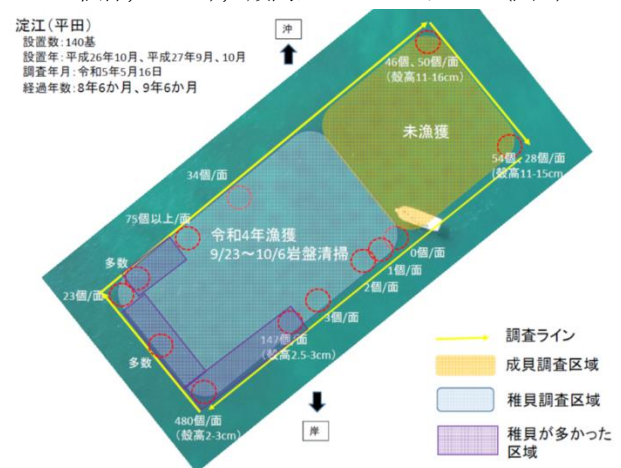 淀江(平田)
設置数:140基
設置年:平成26年10月、平成27年9月、10月
調査年月:令和5年5月16日
経過年数:8年6か月、9年6か月
沖
46個、50個/面
(殻高11-16cm)
未漁獲
54個、28個/面
(殻高11-15cm
34個/面
75個以上/面
令和4年漁獲
9/23~10/6岩盤清掃
多数
23個/面
0個/面
1個/面
2個/面
3個/面
147個/面
(殻高2.5-3cm)
多数
480個/面
(殻高2-3cm)
岸
調査ライン
成貝調査区域
稚貝調査区域
稚貝が多かった
区域